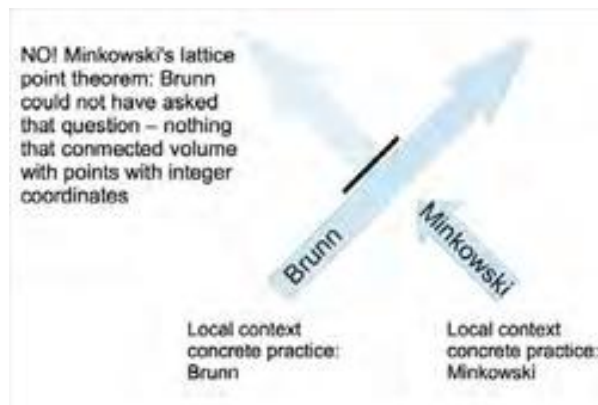 NO! Minkowski's lattice
point theorem: Brunn
could not have asked
that question – nothing
that connected volume
with points with integer
coordinates
Brunn
Minkowski
Local context
concrete practice:
Brunn
Local context
concrete practice:
Minkowski